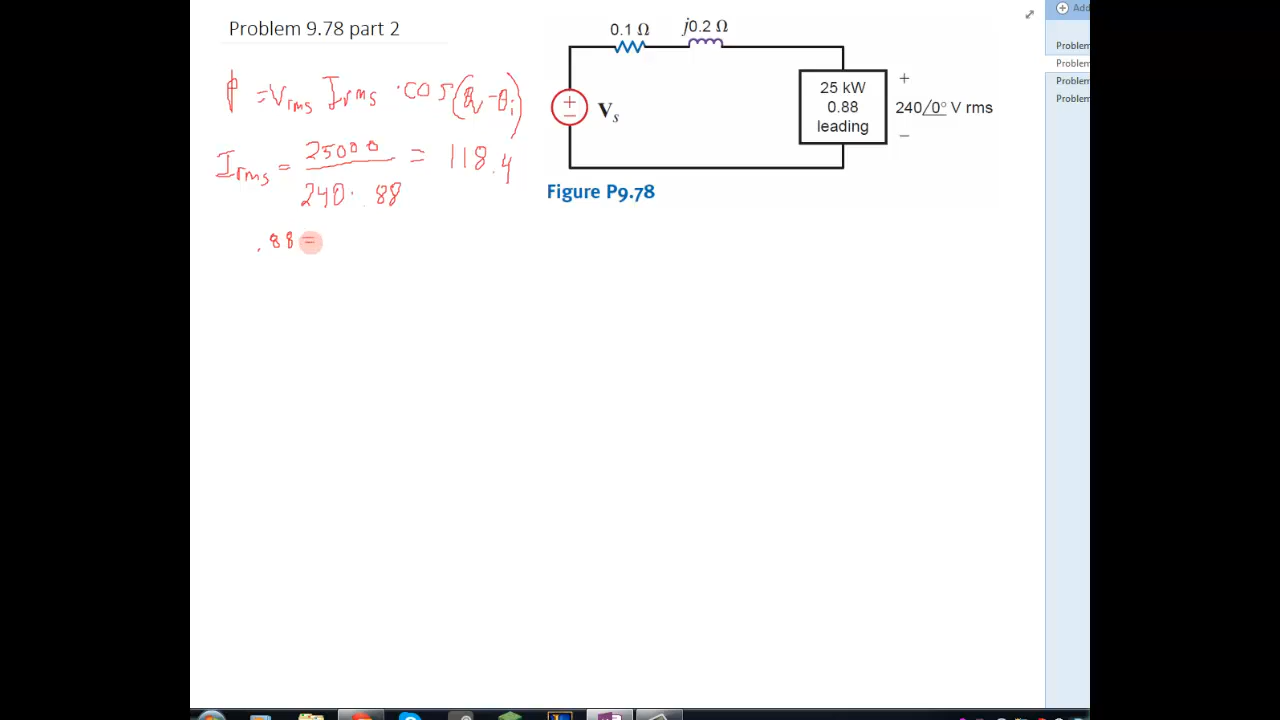 Problem 9.78 part 2
P = Vrms Irms · cos(θv - θi)
Irms = 25000 / 240 · .88 = 118.4
.88 =
0.1 Ω
j0.2 Ω
+
−
Vs
25 kW
0.88
leading
+
240/0° V rms
−
Figure P9.78
Add
Problem
Problem
Problem
Problem